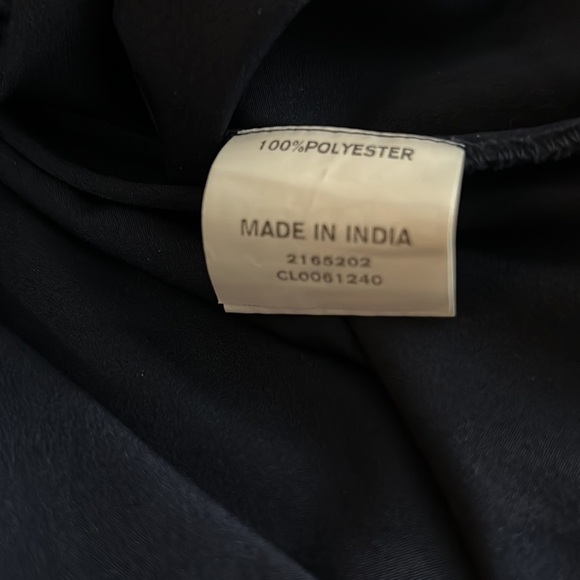 100%POLYESTER
MADE IN INDIA
2165202
CL0061240